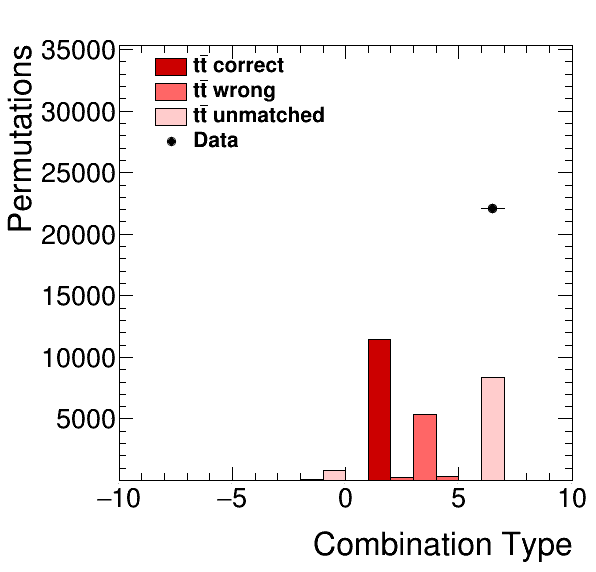 Permutations
35000
30000
25000
20000
15000
10000
5000
tt̄ correct
tt̄ wrong
tt̄ unmatched
Data
−10 −5 0 5 10
Combination Type